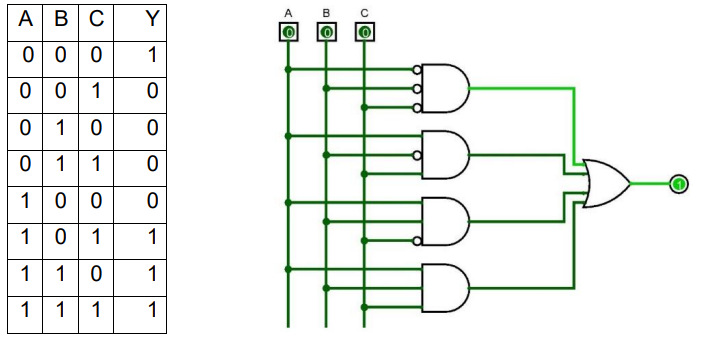 A B C Y
0 0 0 1
0 0 1 0
0 1 0 0
0 1 1 0
1 0 0 0
1 0 1 1
1 1 0 1
1 1 1 1
A B C
0 0 0
1